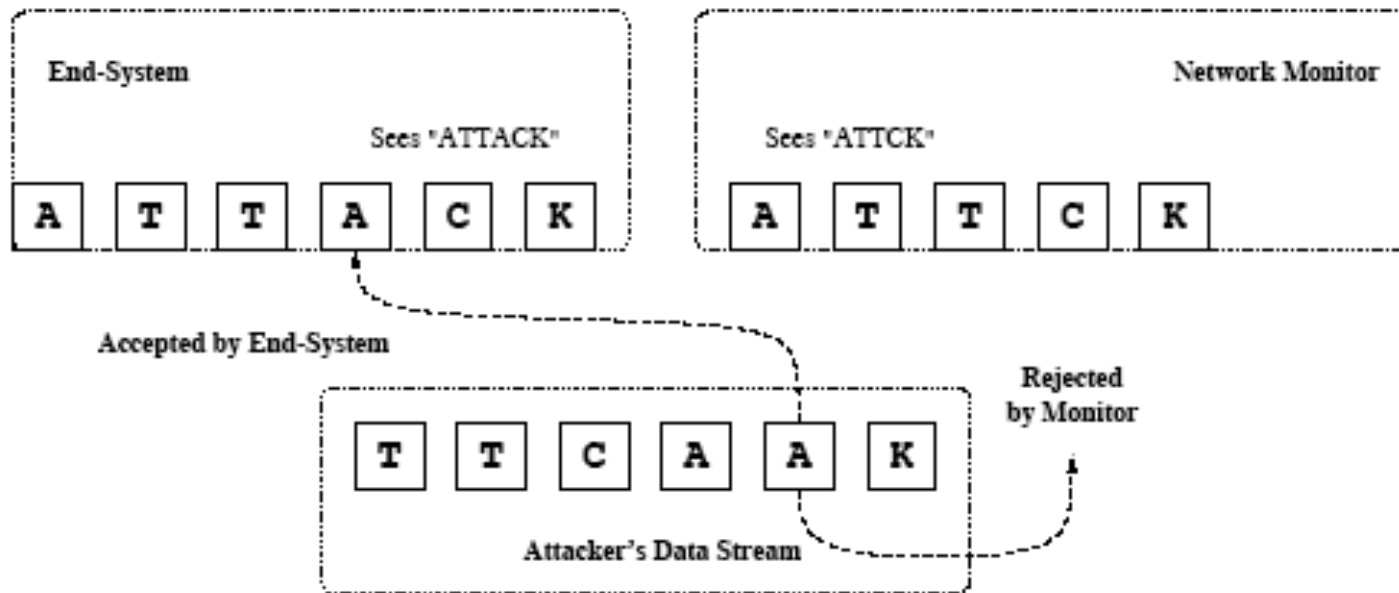 End-System
Network Monitor
Sees "ATTACK"
Sees "ATTCK"
A T T A C K
A T T C K
Accepted by End-System
Rejected
by Monitor
T T C A A K
Attacker's Data Stream